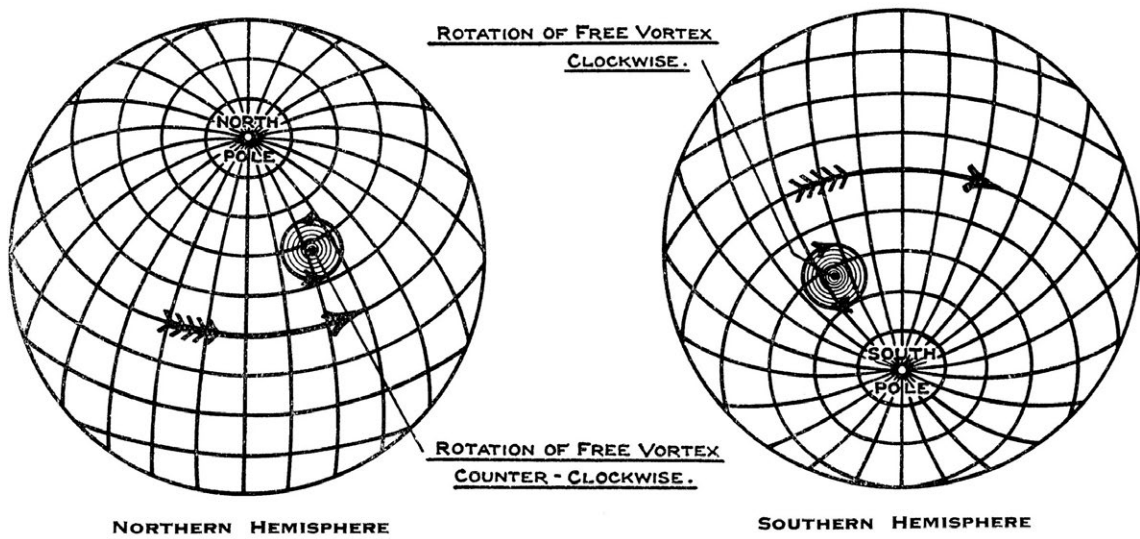 ROTATION OF FREE VORTEX
CLOCKWISE.
NORTH
POLE
SOUTH
POLE
ROTATION OF FREE VORTEX
COUNTER-CLOCKWISE.
NORTHERN HEMISPHERE
SOUTHERN HEMISPHERE